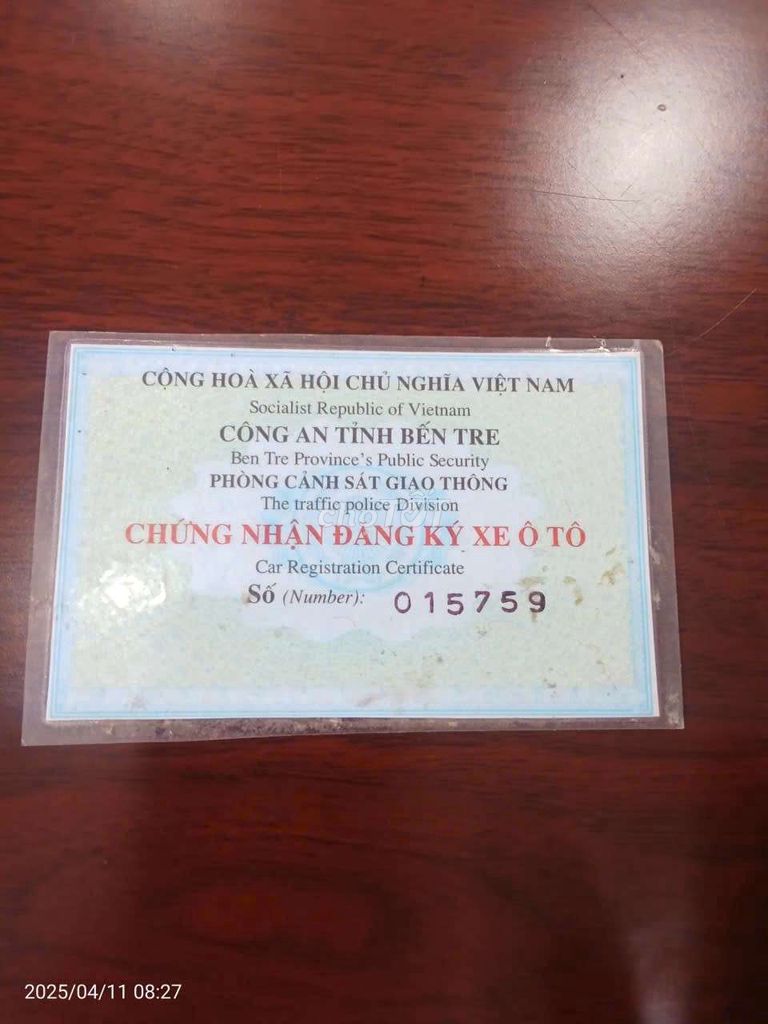 CỘNG HOÀ XÃ HỘI CHỦ NGHĨA VIỆT NAM
Socialist Republic of Vietnam
CÔNG AN TỈNH BẾN TRE
Ben Tre Province's Public Security
PHÒNG CẢNH SÁT GIAO THÔNG
The traffic police Division
chợTỐT
CHỨNG NHẬN ĐĂNG KÝ XE Ô TÔ
Car Registration Certificate
Số (Number): 015759
2025/04/11 08:27